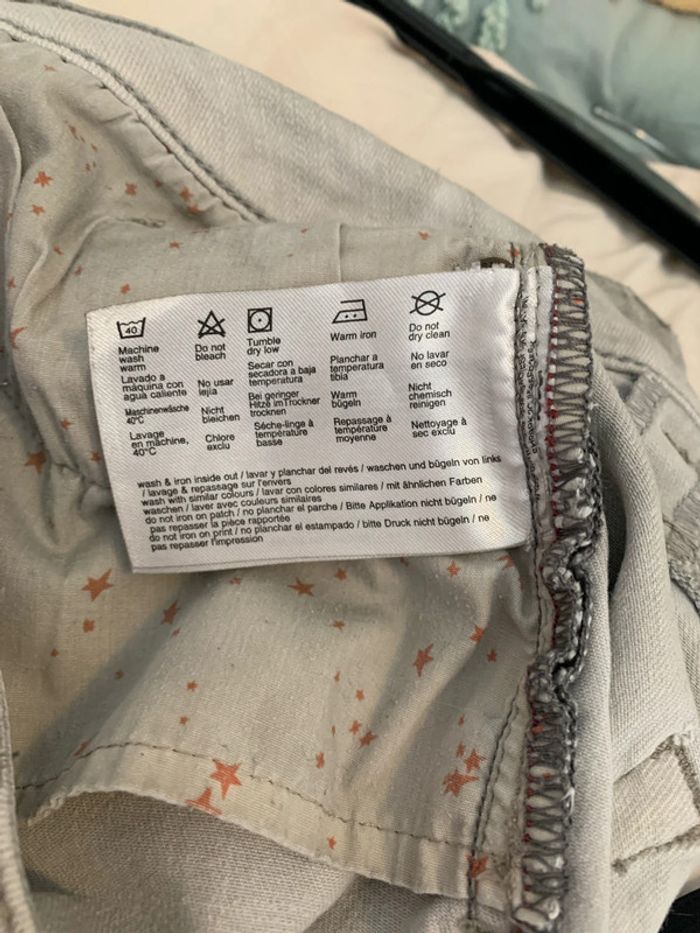 40
Machine
wash
warm
Do not
bleach
Tumble
dry low
Warm iron
Do not
dry clean
Lavado a
máquina con
agua caliente
No usar
lejia
Secar con
secadora a baja
temperatura
Planchar a
temperatura
tibia
No lavar
en seco
Maschinenwäsche
40°C
Nicht
bleichen
Bei geringer
Hitze im Trockner
trocknen
Warm
bügeln
Nicht
chemisch
reinigen
Lavage
en machine,
40°C
Chlore
exclu
Séche-linge à
température
basse
Repassage à
température
moyenne
Nettoyage à
sec exclu
wash & iron inside out / lavar y planchar del revés / waschen und bügeln von links
/ lavage & repassage sur l'envers
wash with similar colours / lavar con colores similares / mit ähnlichen Farben
waschen / laver avec couleurs similaires
do not iron on patch / no planchar el parche / Bitte Applikation nicht bügeln / ne
pas repasser la pièce rapportée
do not iron on print / no planchar el estampado / bitte Druck nicht bügeln / ne
pas repasser l'impression